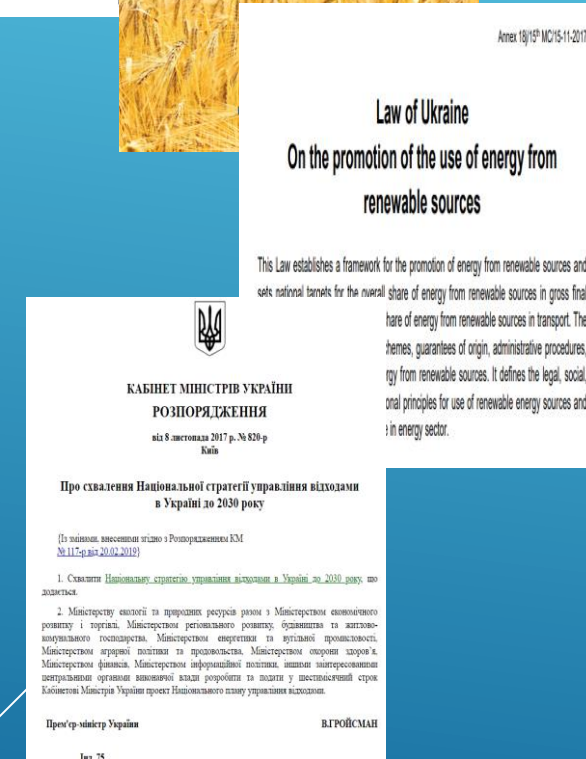 Annex 18j/15th MC/15-11-2017
Law of Ukraine
On the promotion of the use of energy from
renewable sources
This Law establishes a framework for the promotion of energy from renewable sources and
sets national targets for the overall share of energy from renewable sources in gross final
hare of energy from renewable sources in transport. The
hemes, guarantees of origin, administrative procedures,
rgy from renewable sources. It defines the legal, social,
onal principles for use of renewable energy sources and
in energy sector.
КАБІНЕТ МІНІСТРІВ УКРАЇНИ
РОЗПОРЯДЖЕННЯ
від 8 листопада 2017 р. № 820-р
Київ
Про схвалення Національної стратегії управління відходами
в Україні до 2030 року
{Із змінами, внесеними згідно з Розпорядженням КМ
№ 117-р від 20.02.2019}
1. Схвалити Національну стратегію управління відходами в Україні до 2030 року, що
додається.
2. Міністерству екології та природних ресурсів разом з Міністерством економічного
розвитку і торгівлі, Міністерством регіонального розвитку, будівництва та житлово-
комунального господарства, Міністерством енергетики та вугільної промисловості,
Міністерством аграрної політики та продовольства, Міністерством охорони здоров'я,
Міністерством фінансів, Міністерством інформаційної політики, іншими заінтересованими
центральними органами виконавчої влади розробити та подати у шестимісячний строк
Кабінетові Міністрів України проект Національного плану управління відходами.
Прем'єр-міністр України В.ГРОЙСМАН
Інд. 75